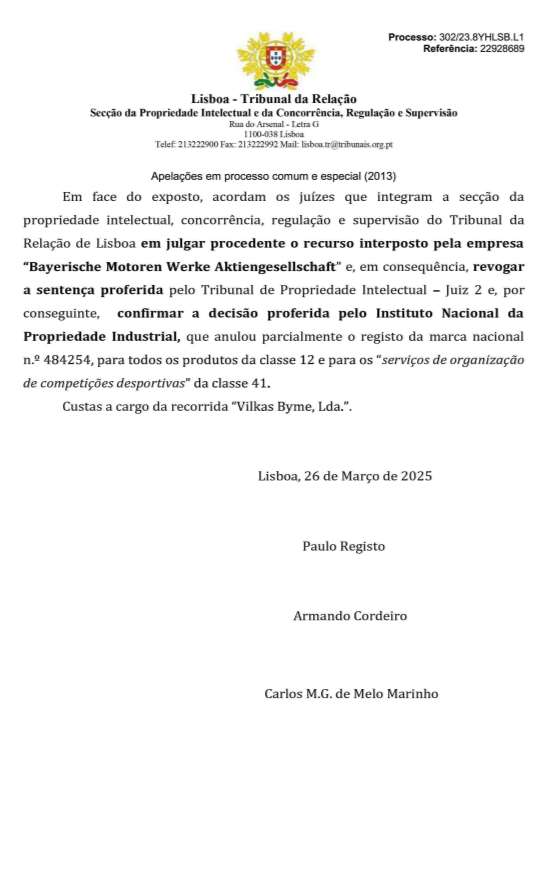 Processo: 302/23.8YHLSB.L1
Referência: 22928689
Lisboa - Tribunal da Relação
Secção da Propriedade Intelectual e da Concorrência, Regulação e Supervisão
Rua do Arsenal - Letra G
1100-038 Lisboa
Telef: 213222900 Fax: 213222992 Mail: lisboa.tr@tribunais.org.pt
Apelações em processo comum e especial (2013)
Em face do exposto, acordam os juízes que integram a secção da
propriedade intelectual, concorrência, regulação e supervisão do Tribunal da
Relação de Lisboa em julgar procedente o recurso interposto pela empresa
“Bayerische Motoren Werke Aktiengesellschaft” e, em consequência, revogar
a sentença proferida pelo Tribunal de Propriedade Intelectual – Juiz 2 e, por
conseguinte, confirmar a decisão proferida pelo Instituto Nacional da
Propriedade Industrial, que anulou parcialmente o registo da marca nacional
n.º 484254, para todos os produtos da classe 12 e para os “serviços de organização
de competições desportivas” da classe 41.
Custas a cargo da recorrida “Vilkas Byme, Lda.”.
Lisboa, 26 de Março de 2025
Paulo Registo
Armando Cordeiro
Carlos M.G. de Melo Marinho